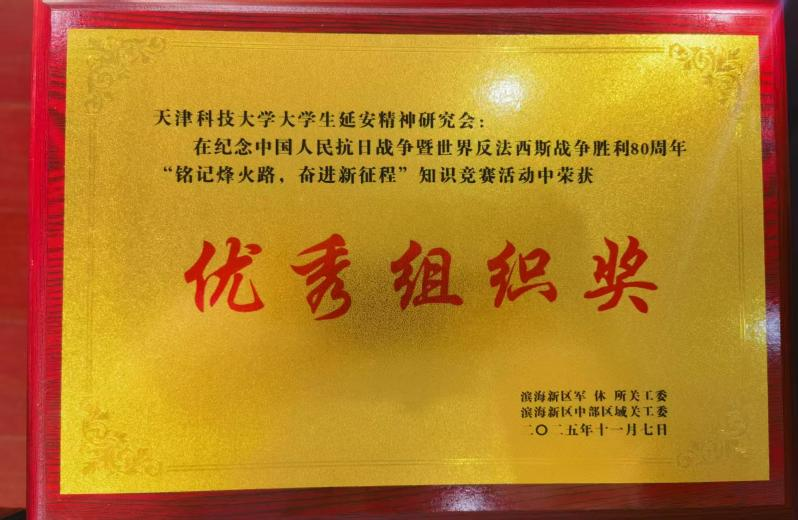 天津科技大学大学生延安精神研究会：
在纪念中国人民抗日战争暨世界反法西斯战争胜利80周年
“铭记烽火路，奋进新征程”知识竞赛活动中荣获
优秀组织奖
滨海新区军 休 所关工委
滨海新区中部区域关工委
二〇二五年十一月七日